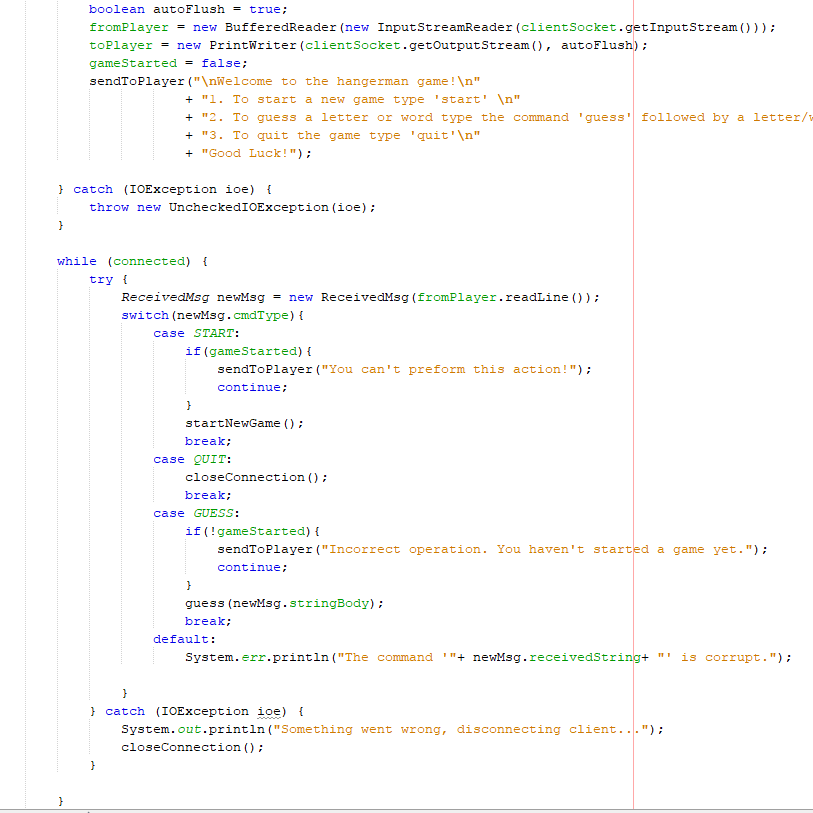 boolean autoFlush = true;
fromPlayer = new BufferedReader(new InputStreamReader(clientSocket.getInputStream()));
toPlayer = new PrintWriter(clientSocket.getOutputStream(), autoFlush);
gameStarted = false;
sendToPlayer("\nWelcome to the hangerman game!\n"
+ "1. To start a new game type 'start' \n"
+ "2. To guess a letter or word type the command 'guess' followed by a letter/
+ "3. To quit the game type 'quit'\n"
+ "Good Luck!");
} catch (IOException ioe) {
throw new UncheckedIOException(ioe);
}
while (connected) {
try {
ReceivedMsg newMsg = new ReceivedMsg(fromPlayer.readLine());
switch(newMsg.cmdType){
case START:
if(gameStarted){
sendToPlayer("You can't preform this action!");
continue;
}
startNewGame();
break;
case QUIT:
closeConnection();
break;
case GUESS:
if(!gameStarted){
sendToPlayer("Incorrect operation. You haven't started a game yet.");
continue;
}
guess(newMsg.stringBody);
break;
default:
System.err.println("The command '"+ newMsg.receivedString+ "' is corrupt.");
}
} catch (IOException ioe) {
System.out.println("Something went wrong, disconnecting client...");
closeConnection();
}
}